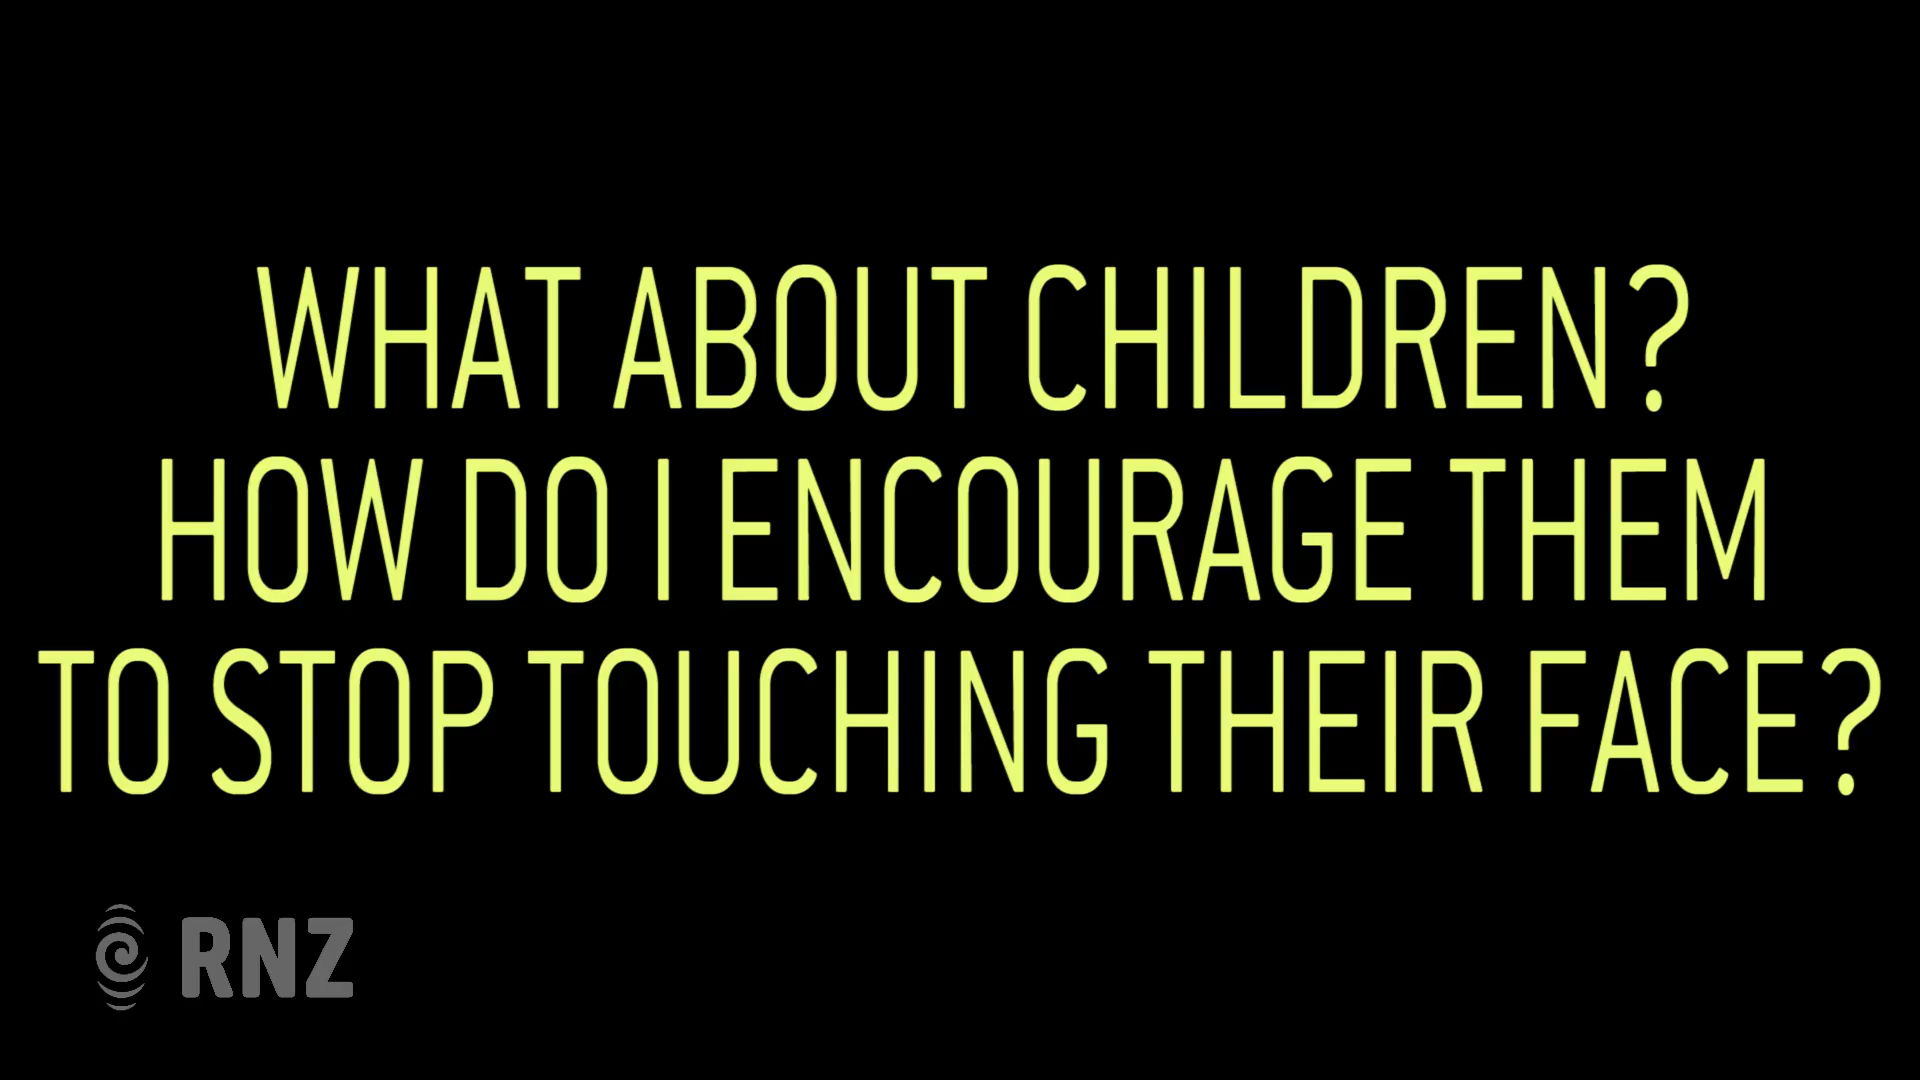 WHAT ABOUT CHILDREN?
HOW DO I ENCOURAGE THEM
TO STOP TOUCHING THEIR FACE?
RNZ